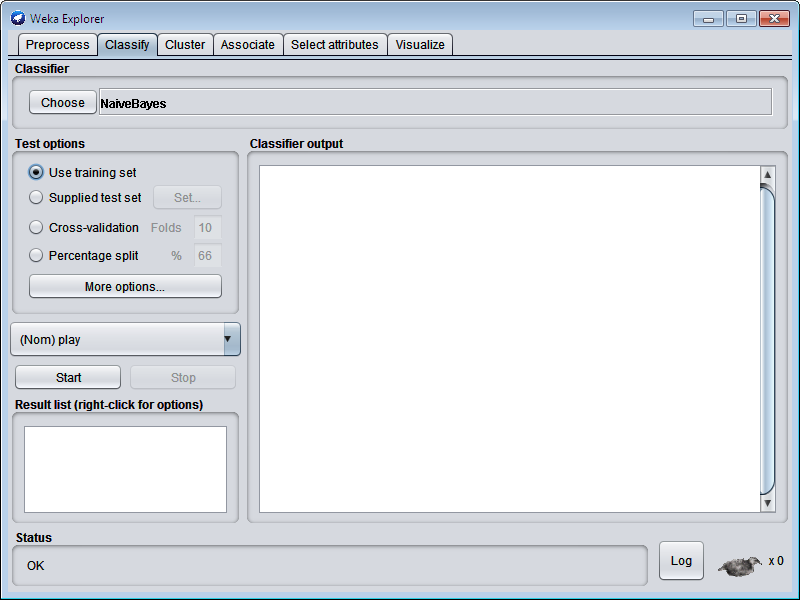 Weka Explorer
Preprocess Classify Cluster Associate Select attributes Visualize
Classifier
Choose NaiveBayes
Test options
Use training set
Supplied test set Set...
Cross-validation Folds 10
Percentage split % 66
More options...
(Nom) play
Start Stop
Result list (right-click for options)
Classifier output
Status
OK
Log
x 0